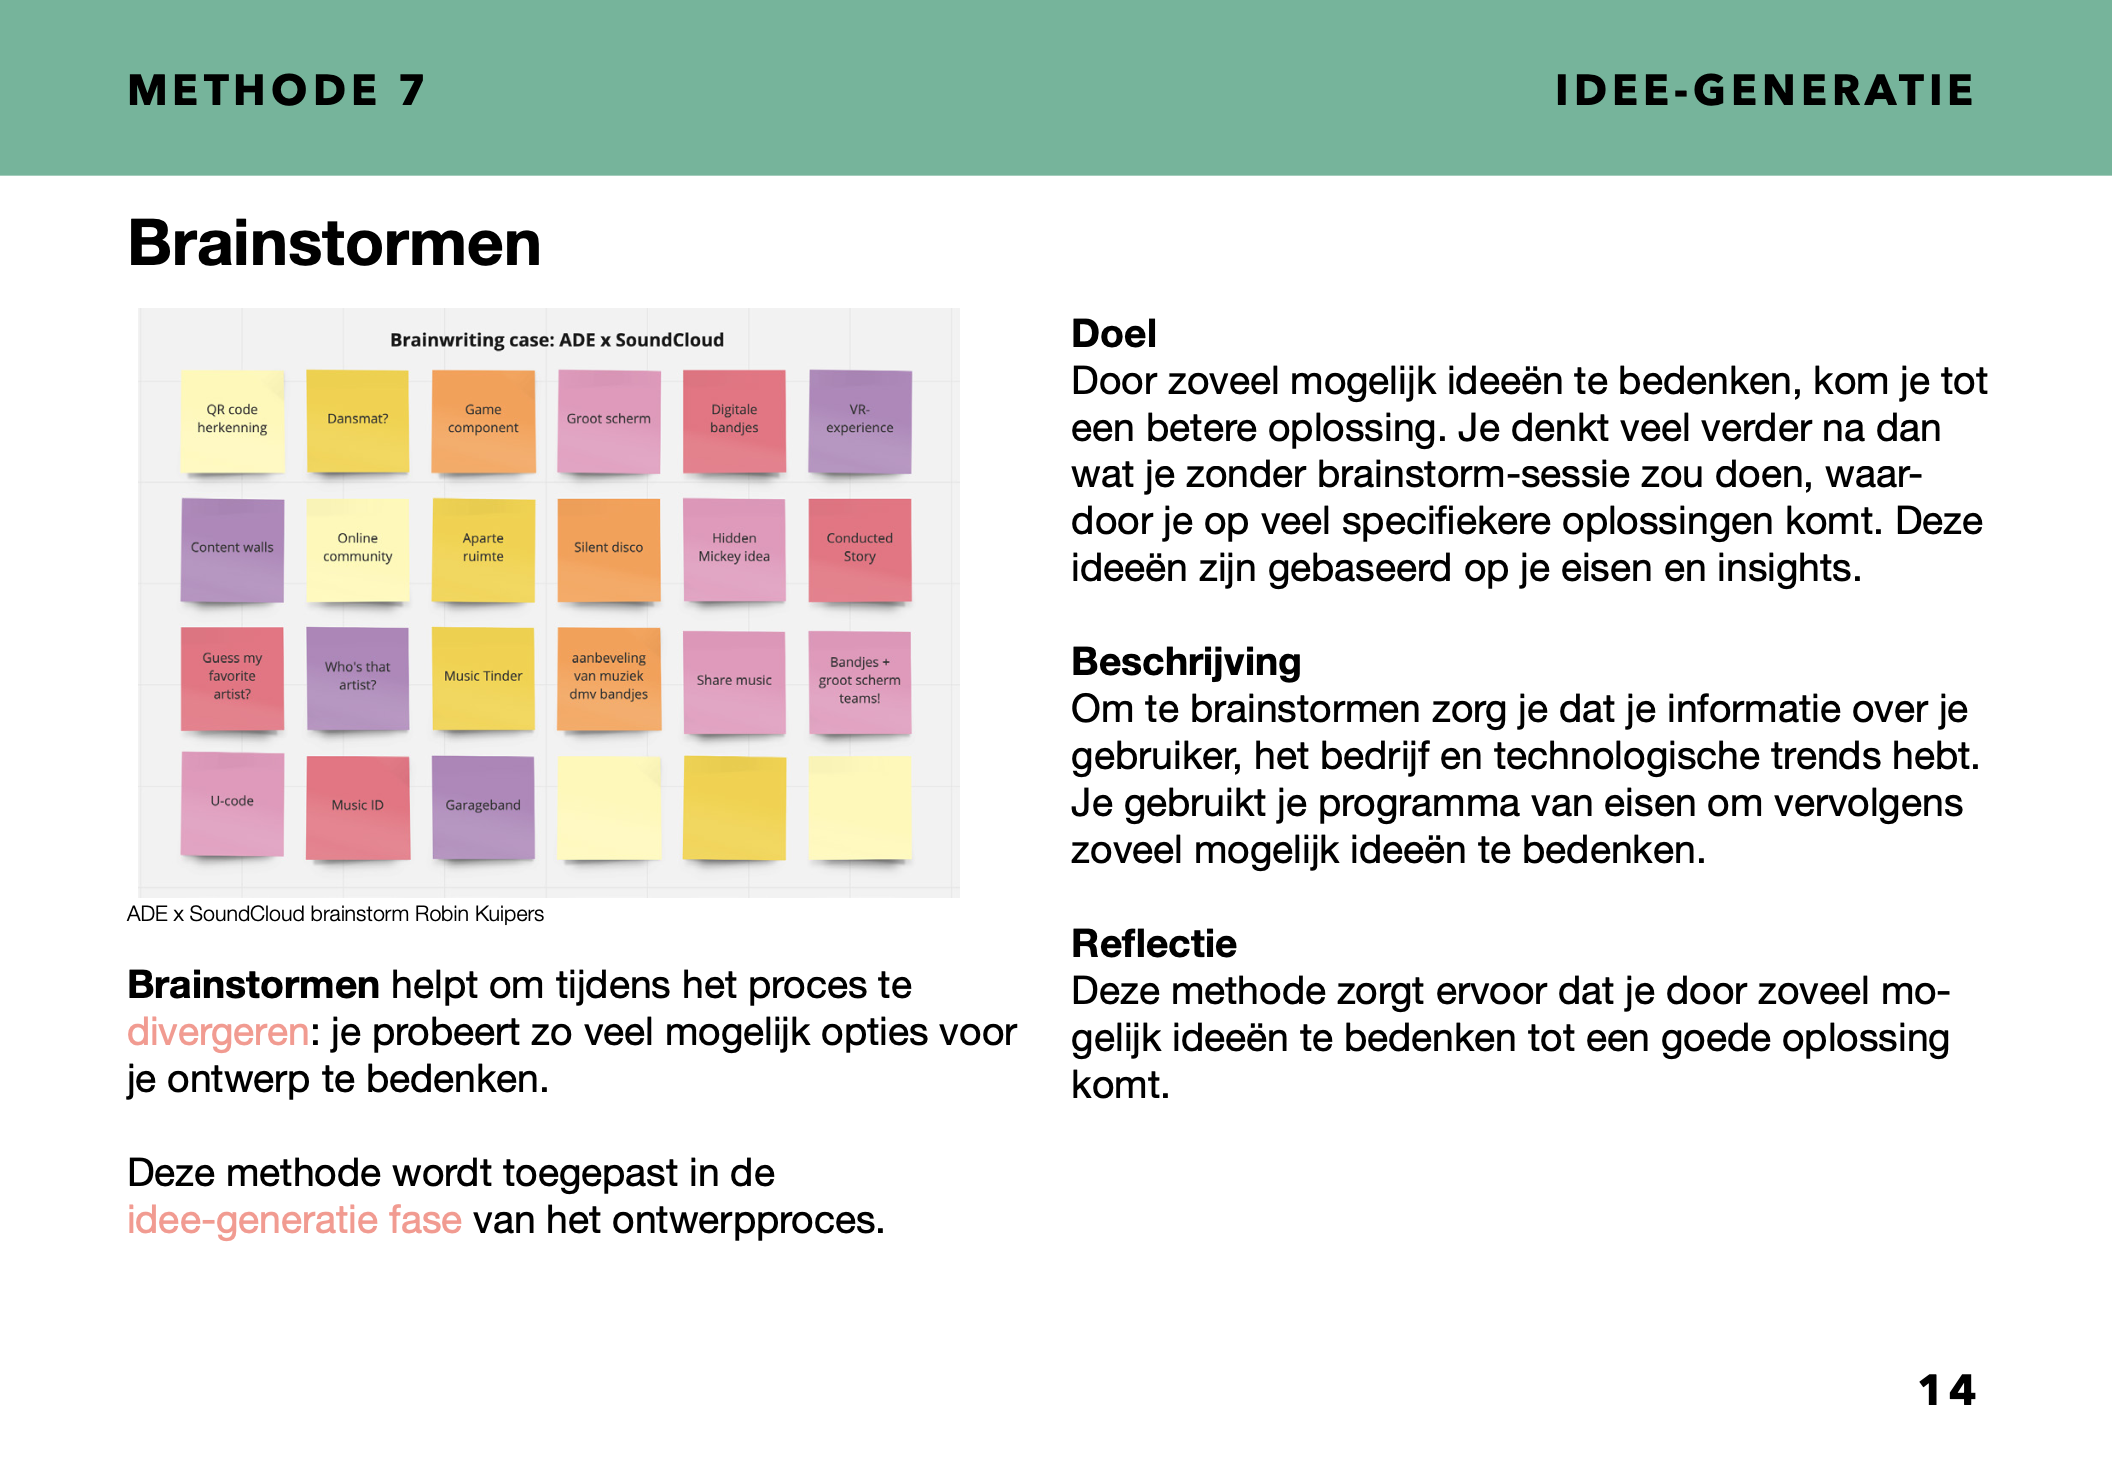 METHODE 7
IDEE-GENERATIE
Brainstormen
Brainwriting case: ADE x SoundCloud
QR code
herkenning
Dansmat?
Game
component
Groot scherm
Digitale
bandjes
VR-
experience
Content walls
Online
community
Aparte
ruimte
Silent disco
Hidden
Mickey idea
Conducted
Story
Guess my
favorite
artist?
Who's that
artist?
Music Tinder
aanbeveling
van muziek
dmv bandjes
Share music
Bandjes +
groot scherm
teams!
U-code
Music ID
Garageband
ADE x SoundCloud brainstorm Robin Kuipers
Brainstormen helpt om tijdens het proces te
divergeren: je probeert zo veel mogelijk opties voor
je ontwerp te bedenken.
Deze methode wordt toegepast in de
idee-generatie fase van het ontwerpproces.
Doel
Door zoveel mogelijk ideeën te bedenken, kom je tot
een betere oplossing. Je denkt veel verder na dan
wat je zonder brainstorm-sessie zou doen, waar-
door je op veel specifiekere oplossingen komt. Deze
ideeën zijn gebaseerd op je eisen en insights.
Beschrijving
Om te brainstormen zorg je dat je informatie over je
gebruiker, het bedrijf en technologische trends hebt.
Je gebruikt je programma van eisen om vervolgens
zoveel mogelijk ideeën te bedenken.
Reflectie
Deze methode zorgt ervoor dat je door zoveel mo-
gelijk ideeën te bedenken tot een goede oplossing
komt.
14